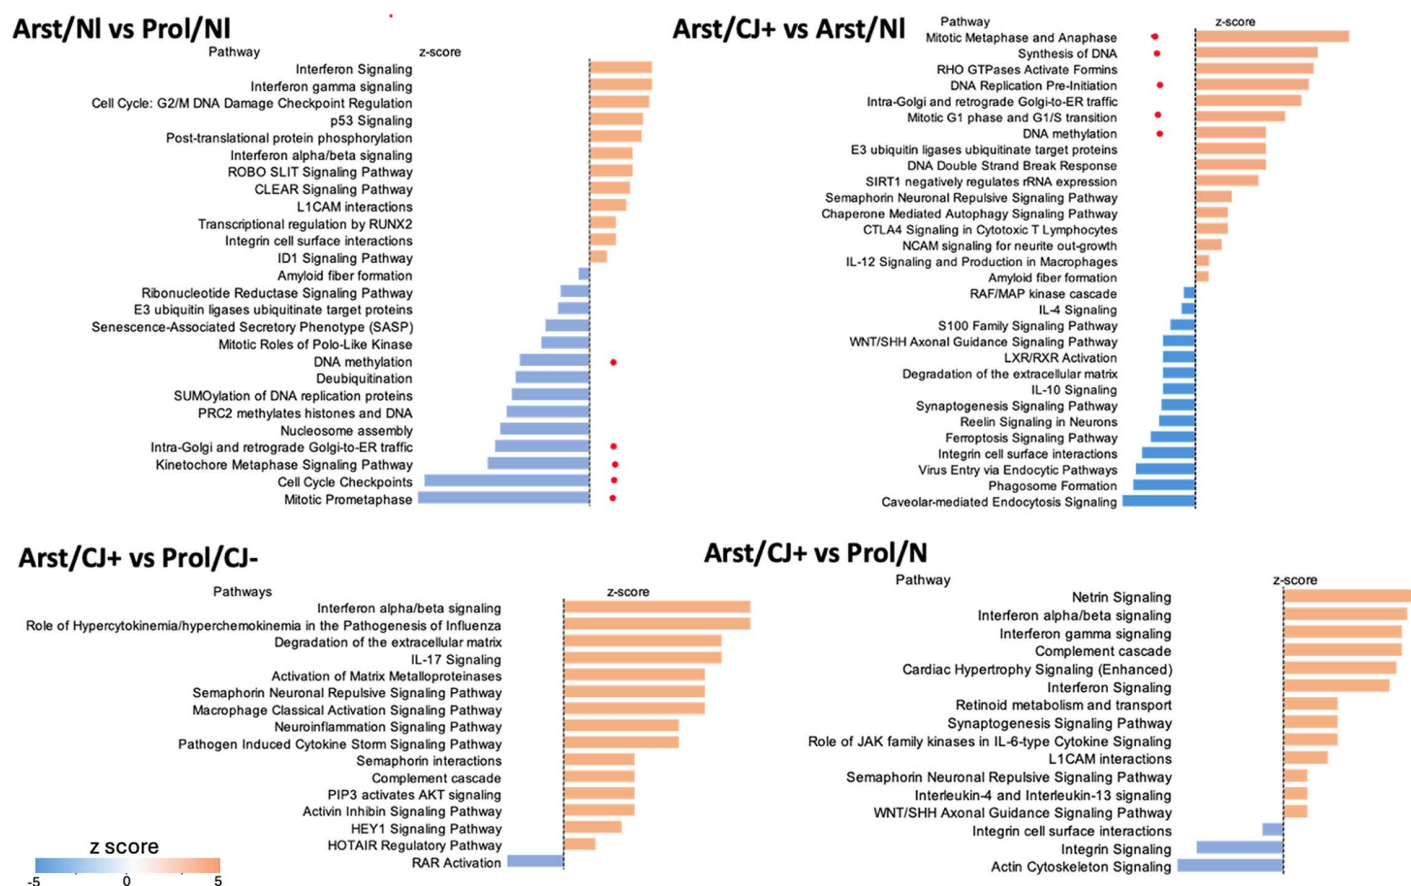 Arst/Nl vs Prol/Nl
Pathway z-score
Interferon Signaling
Interferon gamma signaling
Cell Cycle: G2/M DNA Damage Checkpoint Regulation
p53 Signaling
Post-translational protein phosphorylation
Interferon alpha/beta signaling
ROBO SLIT Signaling Pathway
CLEAR Signaling Pathway
L1CAM interactions
Transcriptional regulation by RUNX2
Integrin cell surface interactions
ID1 Signaling Pathway
Amyloid fiber formation
Ribonucleotide Reductase Signaling Pathway
E3 ubiquitin ligases ubiquitinate target proteins
Senescence-Associated Secretory Phenotype (SASP)
Mitotic Roles of Polo-Like Kinase
DNA methylation
Deubiquitination
SUMOylation of DNA replication proteins
PRC2 methylates histones and DNA
Nucleosome assembly
Intra-Golgi and retrograde Golgi-to-ER traffic
Kinetochore Metaphase Signaling Pathway
Cell Cycle Checkpoints
Mitotic Prometaphase
Arst/CJ+ vs Arst/Nl
Pathway z-score
Mitotic Metaphase and Anaphase
Synthesis of DNA
RHO GTPases Activate Formins
DNA Replication Pre-Initiation
Intra-Golgi and retrograde Golgi-to-ER traffic
Mitotic G1 phase and G1/S transition
DNA methylation
E3 ubiquitin ligases ubiquitinate target proteins
DNA Double Strand Break Response
SIRT1 negatively regulates rRNA expression
Semaphorin Neuronal Repulsive Signaling Pathway
Chaperone Mediated Autophagy Signaling Pathway
CTLA4 Signaling in Cytotoxic T Lymphocytes
NCAM signaling for neurite out-growth
IL-12 Signaling and Production in Macrophages
Amyloid fiber formation
RAF/MAP kinase cascade
IL-4 Signaling
S100 Family Signaling Pathway
WNT/SHH Axonal Guidance Signaling Pathway
LXR/RXR Activation
Degradation of the extracellular matrix
IL-10 Signaling
Synaptogenesis Signaling Pathway
Reelin Signaling in Neurons
Ferroptosis Signaling Pathway
Integrin cell surface interactions
Virus Entry via Endocytic Pathways
Phagosome Formation
Caveolar-mediated Endocytosis Signaling
Arst/CJ+ vs Prol/CJ-
Pathways z-score
Interferon alpha/beta signaling
Role of Hypercytokinemia/hyperchemokinemia in the Pathogenesis of Influenza
Degradation of the extracellular matrix
IL-17 Signaling
Activation of Matrix Metalloproteinases
Semaphorin Neuronal Repulsive Signaling Pathway
Macrophage Classical Activation Signaling Pathway
Neuroinflammation Signaling Pathway
Pathogen Induced Cytokine Storm Signaling Pathway
Semaphorin interactions
Complement cascade
PIP3 activates AKT signaling
Activin Inhibin Signaling Pathway
HEY1 Signaling Pathway
HOTAIR Regulatory Pathway
RAR Activation
z score
-5 0 5
Arst/CJ+ vs Prol/N
Pathway z-score
Netrin Signaling
Interferon alpha/beta signaling
Interferon gamma signaling
Complement cascade
Cardiac Hypertrophy Signaling (Enhanced)
Interferon Signaling
Retinoid metabolism and transport
Synaptogenesis Signaling Pathway
Role of JAK family kinases in IL-6-type Cytokine Signaling
L1CAM interactions
Semaphorin Neuronal Repulsive Signaling Pathway
Interleukin-4 and Interleukin-13 signaling
WNT/SHH Axonal Guidance Signaling Pathway
Integrin cell surface interactions
Integrin Signaling
Actin Cytoskeleton Signaling